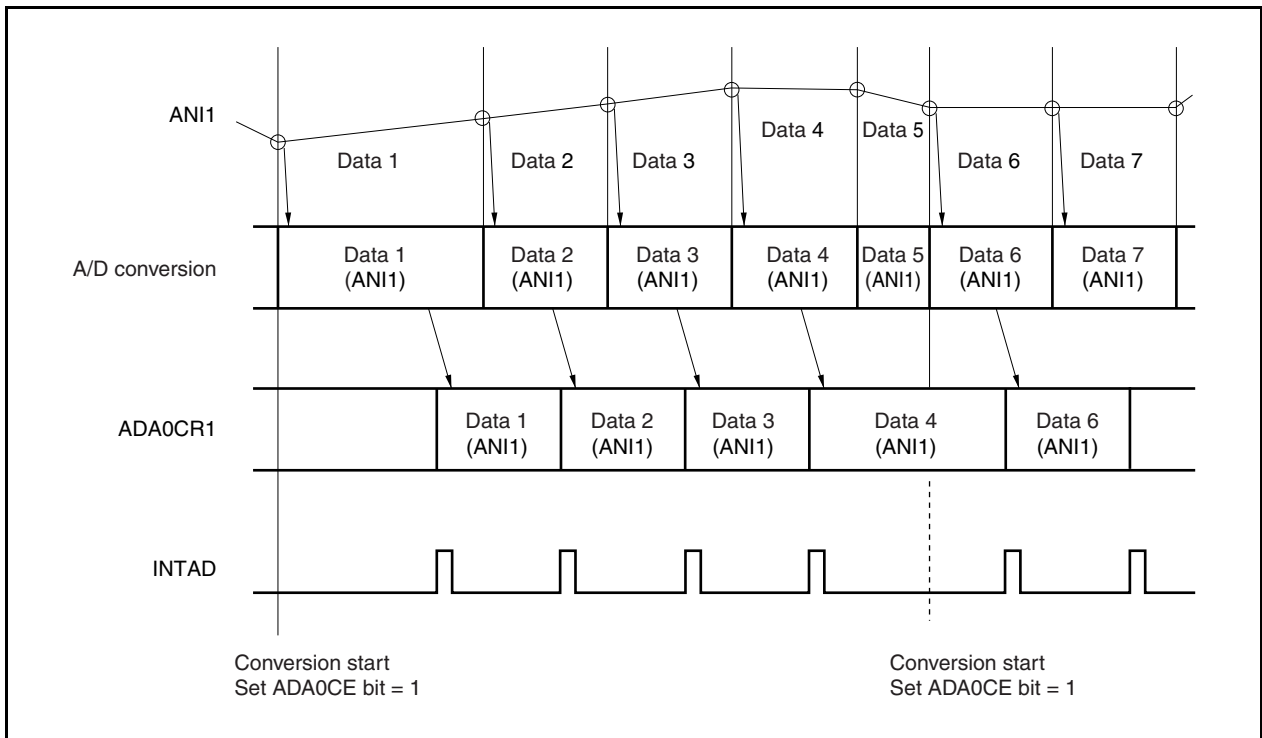 ANI1
Data 1
Data 2
Data 3
Data 4
Data 5
Data 6
Data 7
A/D conversion
Data 1
(ANI1)
Data 2
(ANI1)
Data 3
(ANI1)
Data 4
(ANI1)
Data 5
(ANI1)
Data 6
(ANI1)
Data 7
(ANI1)
ADA0CR1
Data 1
(ANI1)
Data 2
(ANI1)
Data 3
(ANI1)
Data 4
(ANI1)
Data 6
(ANI1)
INTAD
Conversion start
Set ADA0CE bit = 1
Conversion start
Set ADA0CE bit = 1